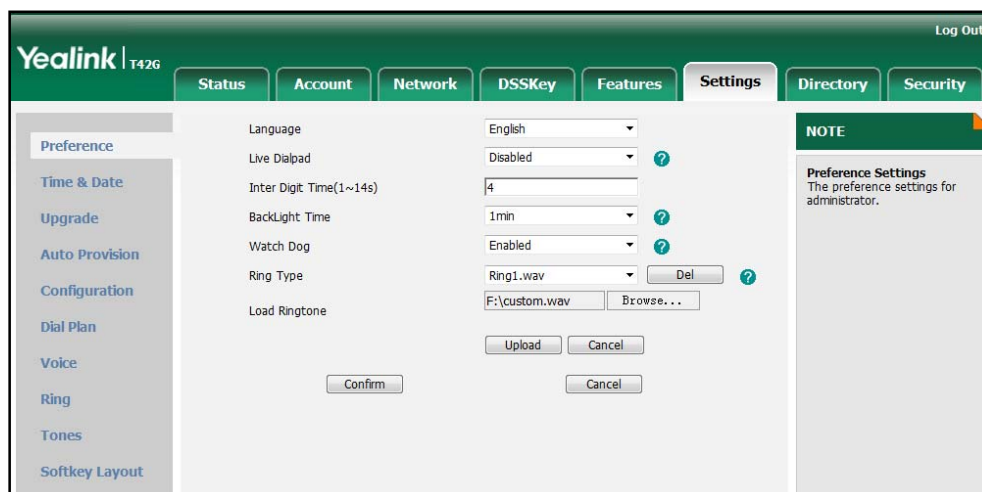 Log Out
Yealink | T42G
Status Account Network DSSKey Features Settings Directory Security
Preference
Time & Date
Upgrade
Auto Provision
Configuration
Dial Plan
Voice
Ring
Tones
Softkey Layout
Language English
Live Dialpad Disabled ?
Inter Digit Time(1~14s) 4
BackLight Time 1min ?
Watch Dog Enabled ?
Ring Type Ring1.wav Del ?
Load Ringtone F:\custom.wav Browse...
Upload Cancel
Confirm Cancel
NOTE
Preference Settings
The preference settings for
administrator.